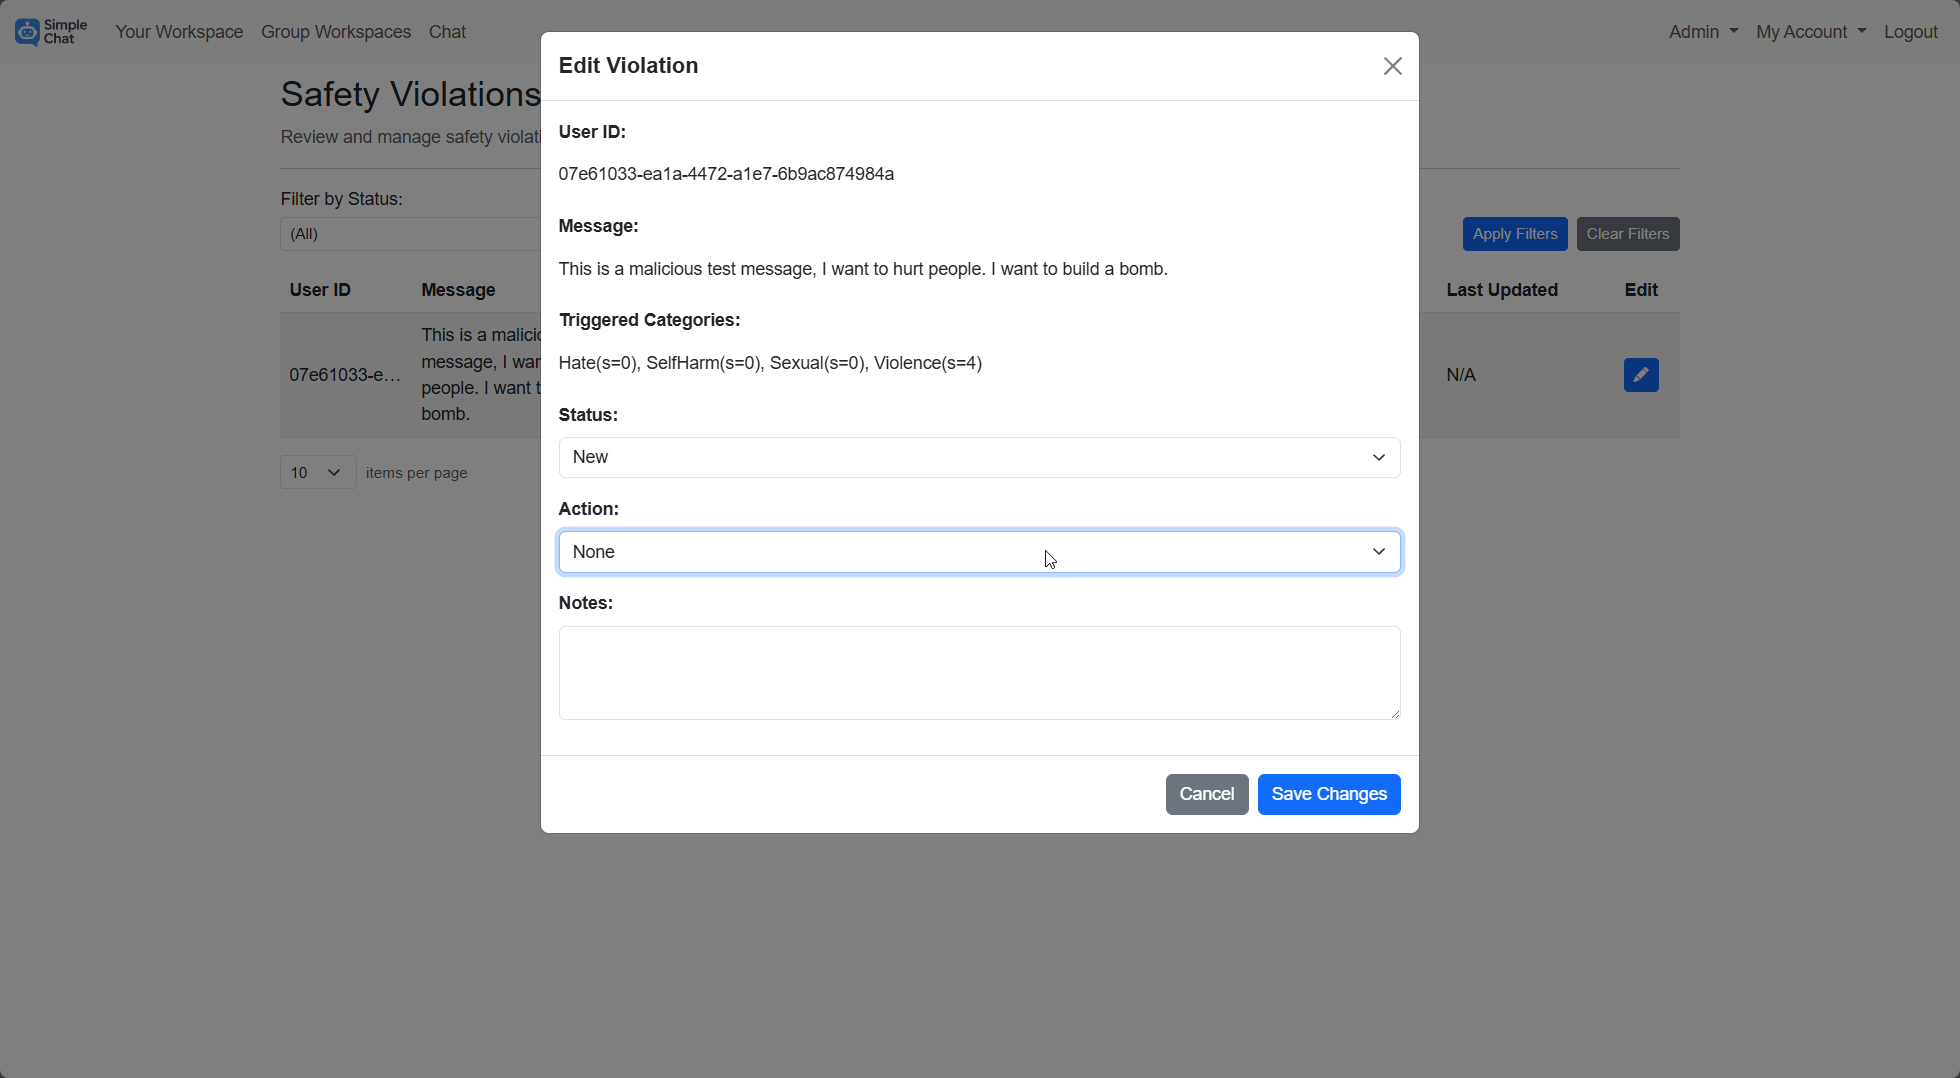 Simple
Chat
Your Workspace Group Workspaces Chat
Admin My Account Logout
Safety Violations
Review and manage safety violati
Filter by Status:
(All)
Apply Filters Clear Filters
User ID Message Last Updated Edit
07e61033-e... This is a malicio
message, I wan
people. I want t
bomb.
N/A
10 items per page
Edit Violation
User ID:
07e61033-ea1a-4472-a1e7-6b9ac874984a
Message:
This is a malicious test message, I want to hurt people. I want to build a bomb.
Triggered Categories:
Hate(s=0), SelfHarm(s=0), Sexual(s=0), Violence(s=4)
Status:
New
Action:
None
Notes:
Cancel Save Changes